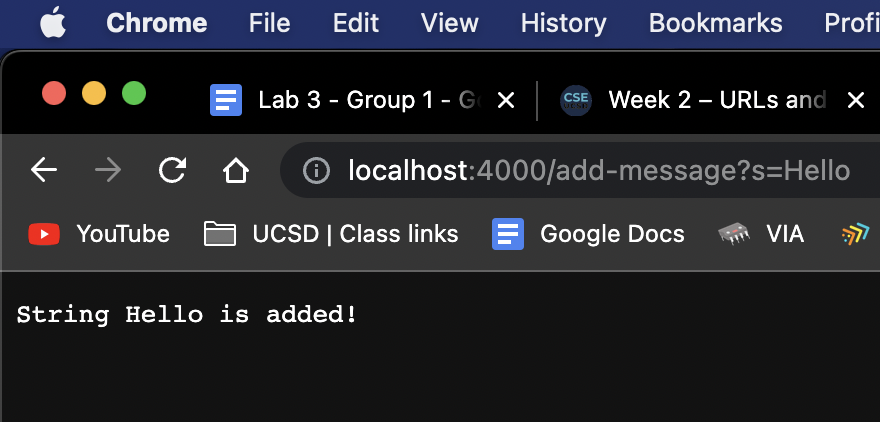 Chrome File Edit View History Bookmarks Profi
Lab 3 - Group 1 - Go CSE Week 2 – URLs and
localhost:4000/add-message?s=Hello
YouTube UCSD | Class links Google Docs VIA
String Hello is added!